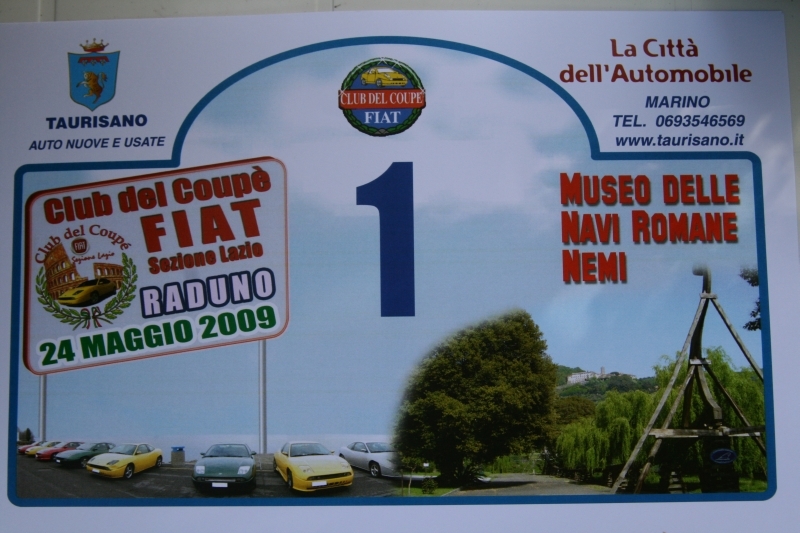 TAURISANO
AUTO NUOVE E USATE
CLUB DEL COUPE
FIAT
La Città
dell'Automobile
MARINO
TEL. 0693546569
www.taurisano.it
Club del Coupè
FIAT
Sezione Lazio
Club del Coupé
FIAT
Sezione Lazio
RADUNO
24 MAGGIO 2009
1
MUSEO DELLE
NAVI ROMANE
NEMI